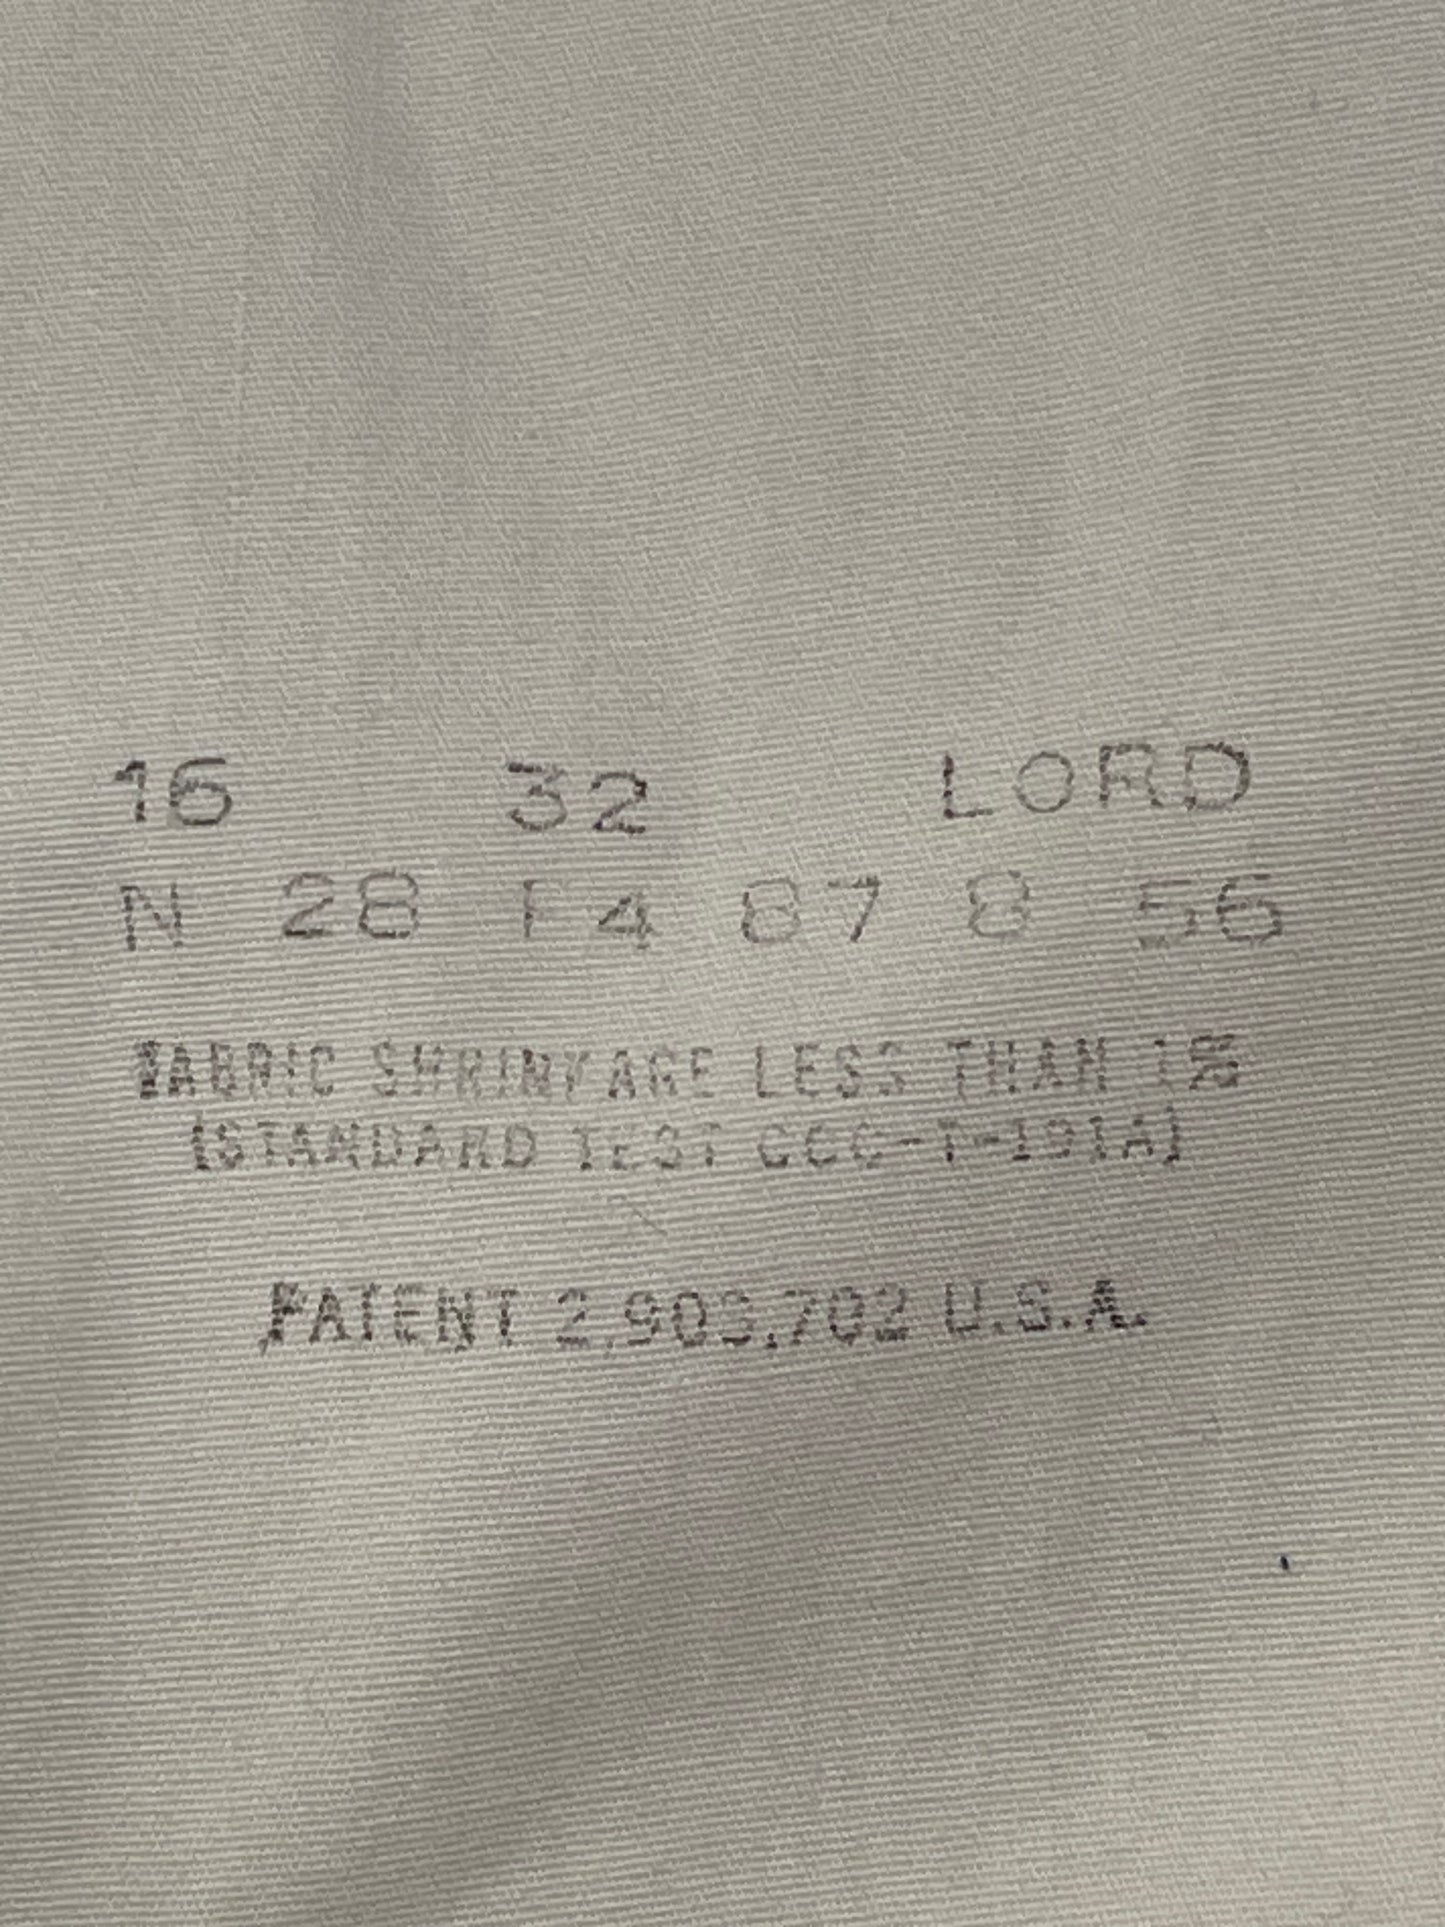 16 32 LORD
N 28 F4 87 8 56
FABRIC SHRINKAGE LESS THAN 1%
(STANDARD TEST CCC-T-191A)
PATENT 2,903,702 U.S.A.